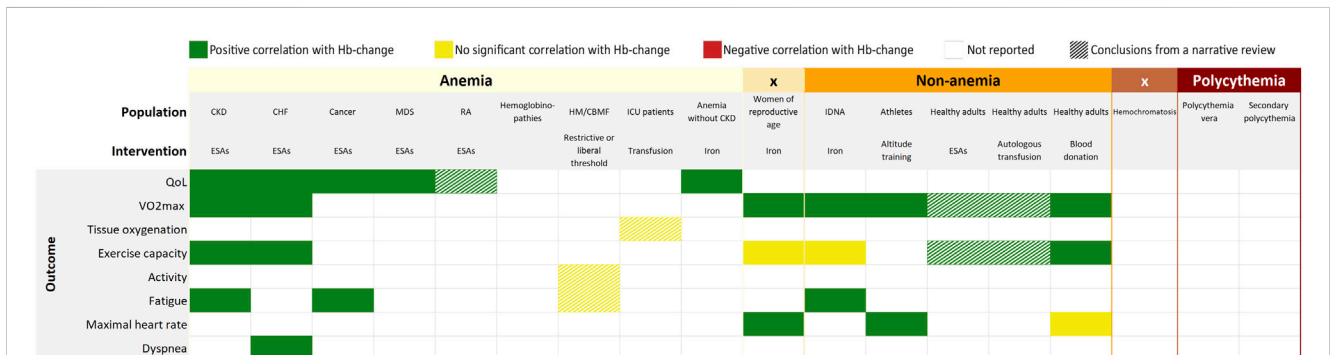 Positive correlation with Hb-change No significant correlation with Hb-change Negative correlation with Hb-change Not reported Conclusions from a narrative review
Anemia x Non-anemia x Polycythemia
Population CKD CHF Cancer MDS RA Hemoglobino-pathies HM/CBMF ICU patients Anemia without CKD Women of reproductive age IDNA Athletes Healthy adults Healthy adults Healthy adults Hemochromatosis Polycythemia vera Secondary polycythemia
Intervention ESAs ESAs ESAs ESAs ESAs Restrictive or liberal threshold Transfusion Iron Iron Iron Altitude training ESAs Autologous transfusion Blood donation
Outcome
QoL
VO2max
Tissue oxygenation
Exercise capacity
Activity
Fatigue
Maximal heart rate
Dyspnea